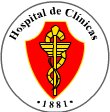 Hospital de Clínicas
· 1881 ·